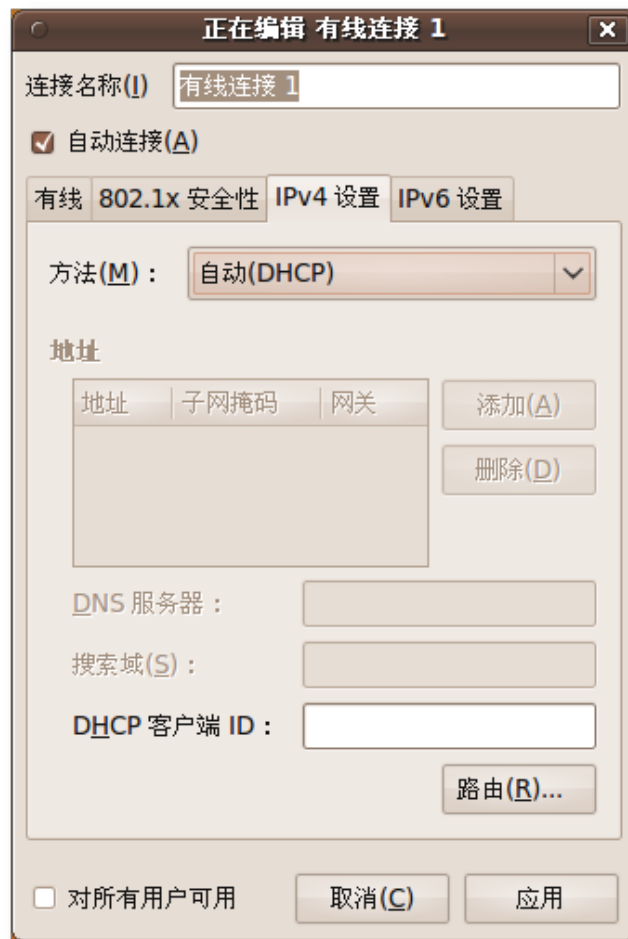 正在编辑 有线连接 1
连接名称(I) 有线连接 1
自动连接(A)
有线 802.1x 安全性 IPv4 设置 IPv6 设置
方法(M)： 自动(DHCP)
地址
地址 子网掩码 网关 添加(A)
删除(D)
DNS 服务器：
搜索域(S)：
DHCP 客户端 ID：
路由(R)...
对所有用户可用 取消(C) 应用